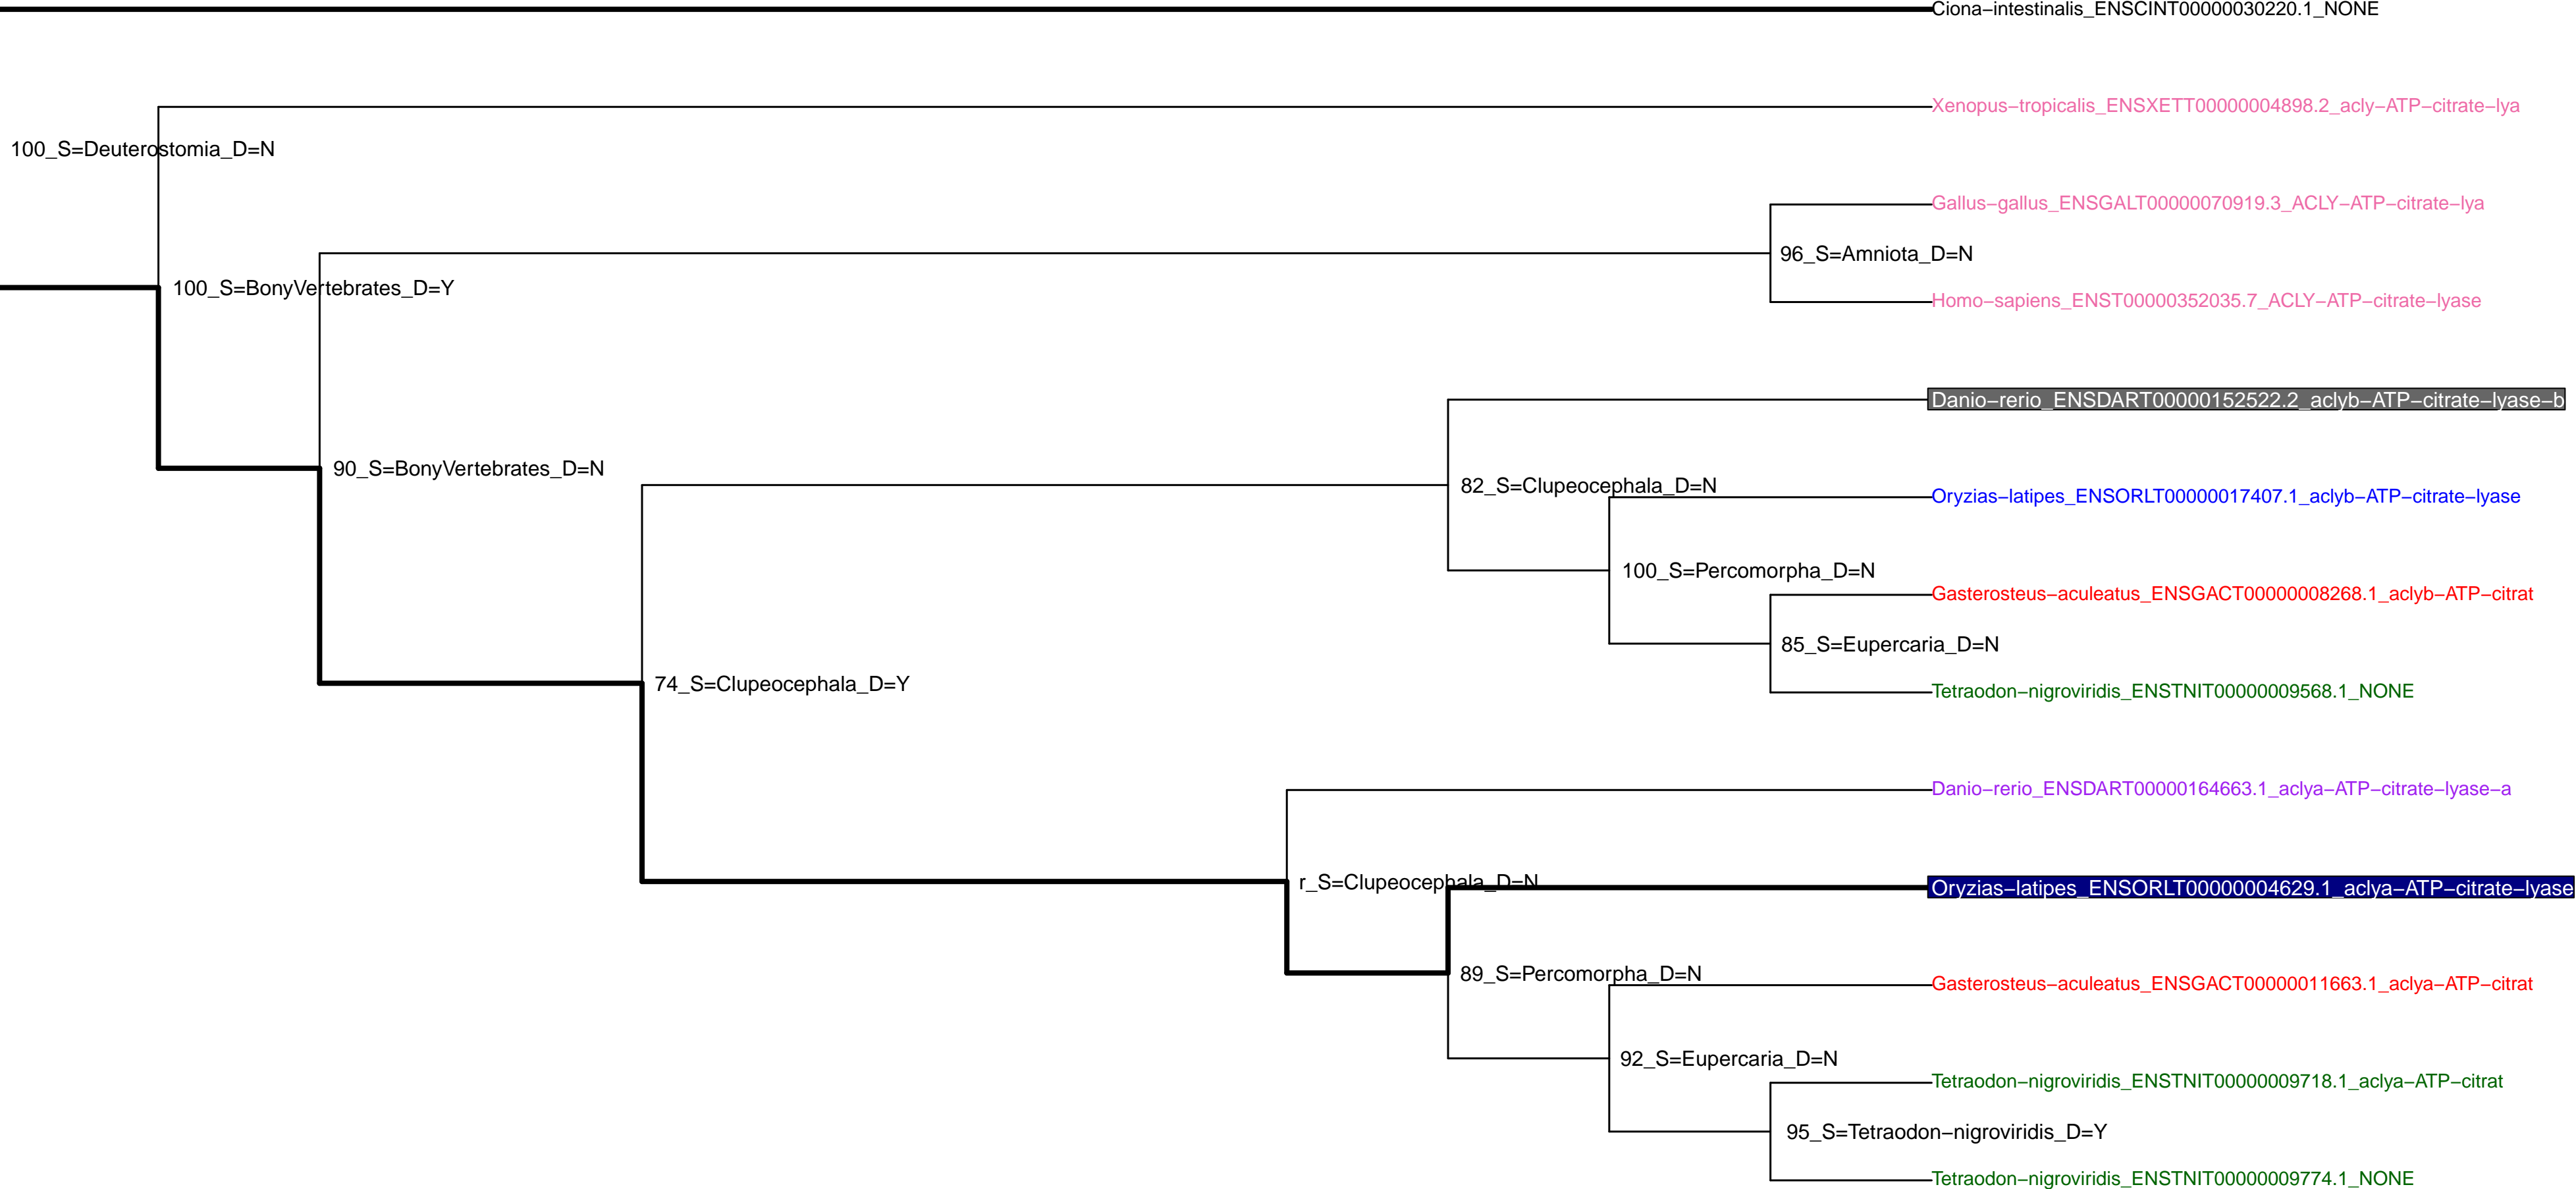 Ciona−intestinalis_ENSCINT00000030220.1_NONE
Xenopus−tropicalis_ENSXETT00000004898.2_acly−ATP−citrate−lya
100_S=Deuterostomia_D=N
Gallus−gallus_ENSGALT00000070919.3_ACLY−ATP−citrate−lya
96_S=Amniota_D=N
100_S=BonyVertebrates_D=Y
Homo−sapiens_ENST00000352035.7_ACLY−ATP−citrate−lyase
Danio−rerio_ENSDART00000152522.2_aclyb−ATP−citrate−lyase−b
90_S=BonyVertebrates_D=N
82_S=Clupeocephala_D=N
Oryzias−latipes_ENSORLT00000017407.1_aclyb−ATP−citrate−lyase
100_S=Percomorpha_D=N
Gasterosteus−aculeatus_ENSGACT00000008268.1_aclyb−ATP−citrat
85_S=Eupercaria_D=N
74_S=Clupeocephala_D=Y
Tetraodon−nigroviridis_ENSTNIT00000009568.1_NONE
Danio−rerio_ENSDART00000164663.1_aclya−ATP−citrate−lyase−a
r_S=Clupeocephala_D=N
Oryzias−latipes_ENSORLT00000004629.1_aclya−ATP−citrate−lyase
89_S=Percomorpha_D=N
Gasterosteus−aculeatus_ENSGACT00000011663.1_aclya−ATP−citrat
92_S=Eupercaria_D=N
Tetraodon−nigroviridis_ENSTNIT00000009718.1_aclya−ATP−citrat
95_S=Tetraodon−nigroviridis_D=Y
Tetraodon−nigroviridis_ENSTNIT00000009774.1_NONE